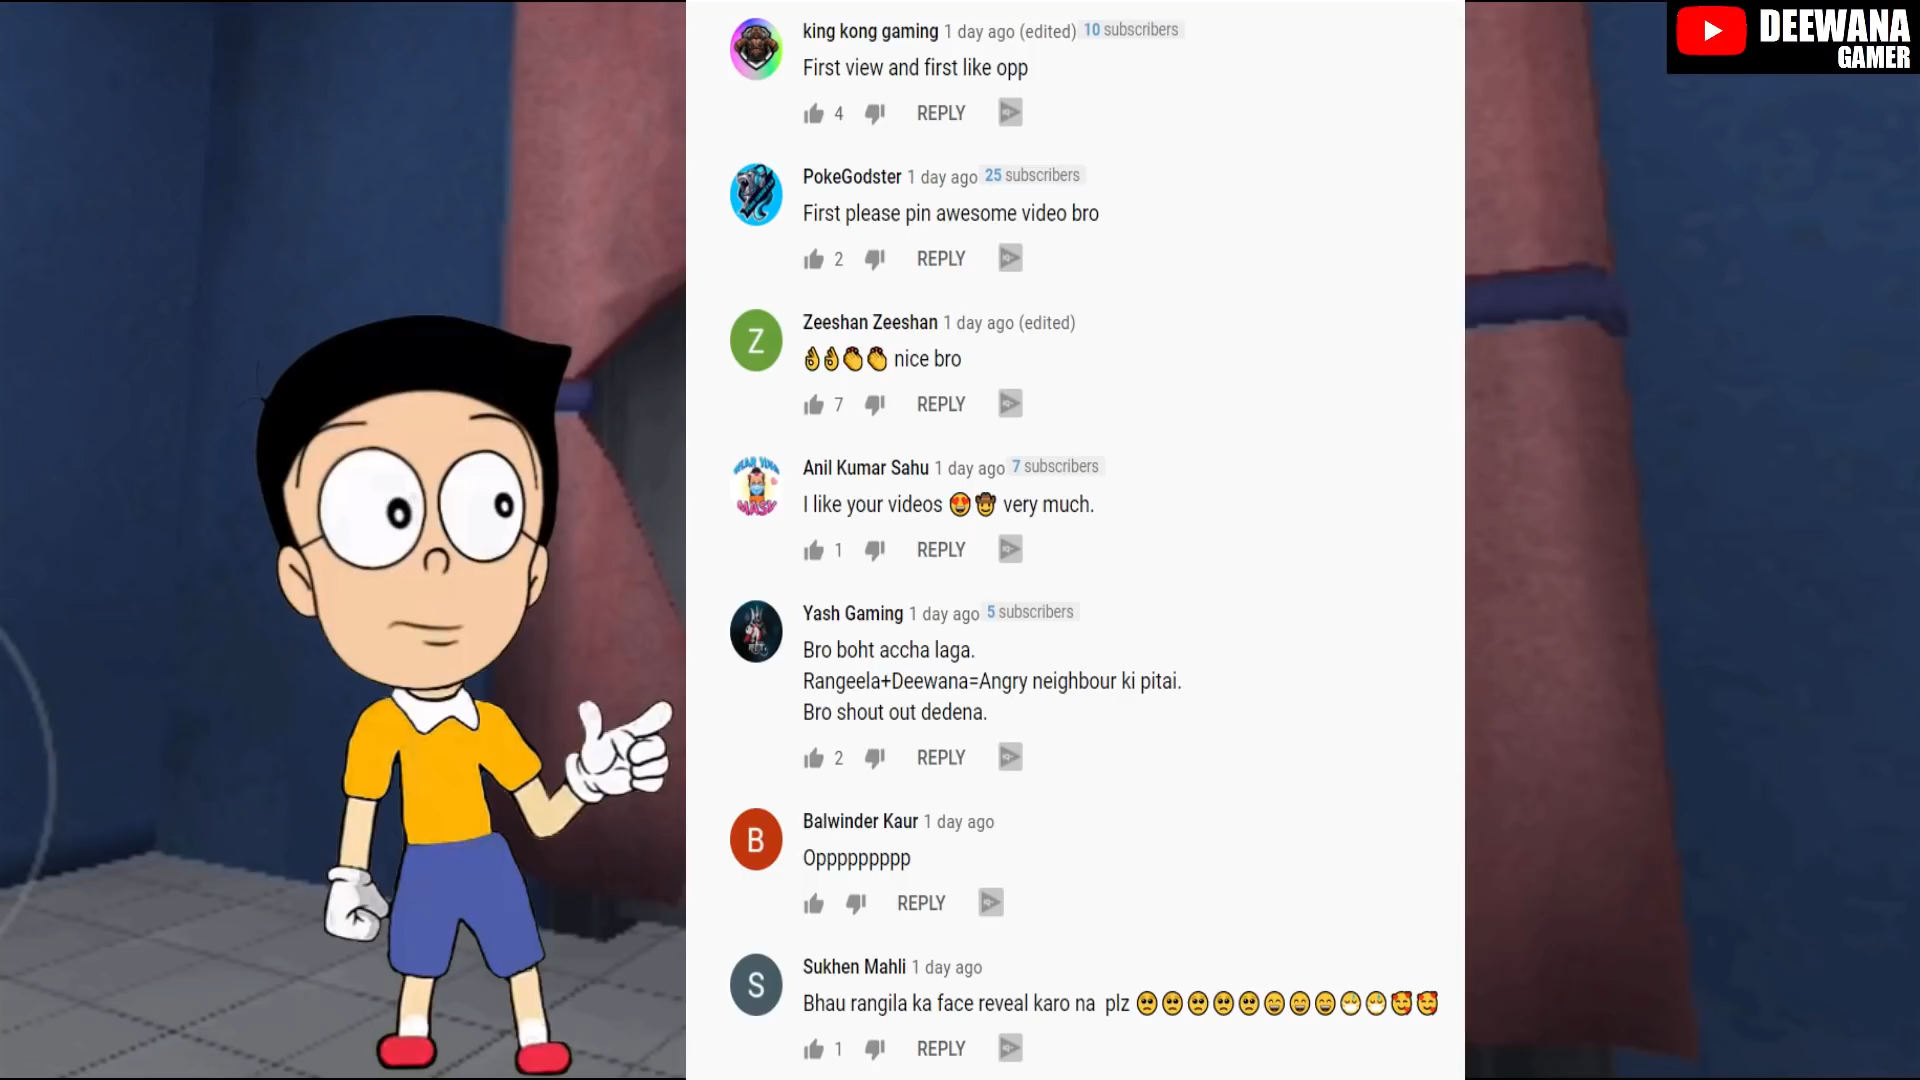 DEEWANA
GAMER
king kong gaming 1 day ago (edited) 10 subscribers
First view and first like opp
4 REPLY
PokeGodster 1 day ago 25 subscribers
First please pin awesome video bro
2 REPLY
Z
Zeeshan Zeeshan 1 day ago (edited)
👌👌👏👏 nice bro
7 REPLY
WEAR YOUR
MASK
Anil Kumar Sahu 1 day ago 7 subscribers
I like your videos 😍🤠 very much.
1 REPLY
Yash Gaming 1 day ago 5 subscribers
Bro boht accha laga.
Rangeela+Deewana=Angry neighbour ki pitai.
Bro shout out dedena.
2 REPLY
B
Balwinder Kaur 1 day ago
Oppppppppp
REPLY
S
Sukhen Mahli 1 day ago
Bhau rangila ka face reveal karo na plz 🥺🥺🥺🥺🥺😄😄😄😷😷🥰🥰
1 REPLY